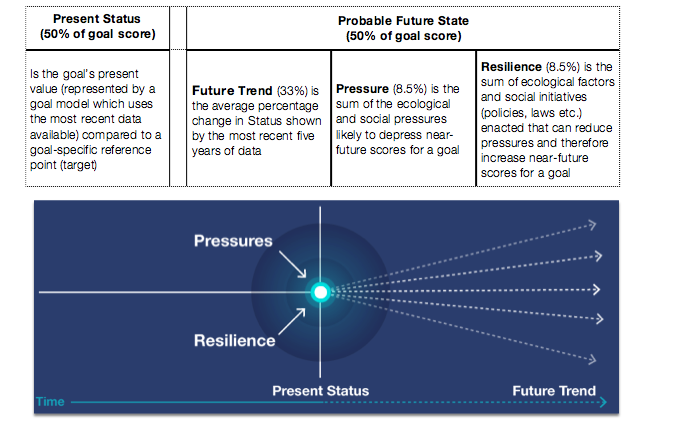 Present Status
(50% of goal score)
Probable Future State
(50% of goal score)
Is the goal's present
value (represented by a
goal model which uses
the most recent data
available) compared to a
goal-specific reference
point (target)
Future Trend (33%) is
the average percentage
change in Status shown
by the most recent five
years of data
Pressure (8.5%) is the
sum of the ecological
and social pressures
likely to depress near-
future scores for a goal
Resilience (8.5%) is the
sum of ecological factors
and social initiatives
(policies, laws etc.)
enacted that can reduce
pressures and therefore
increase near-future
scores for a goal
Pressures
Resilience
Present Status
Future Trend
Time